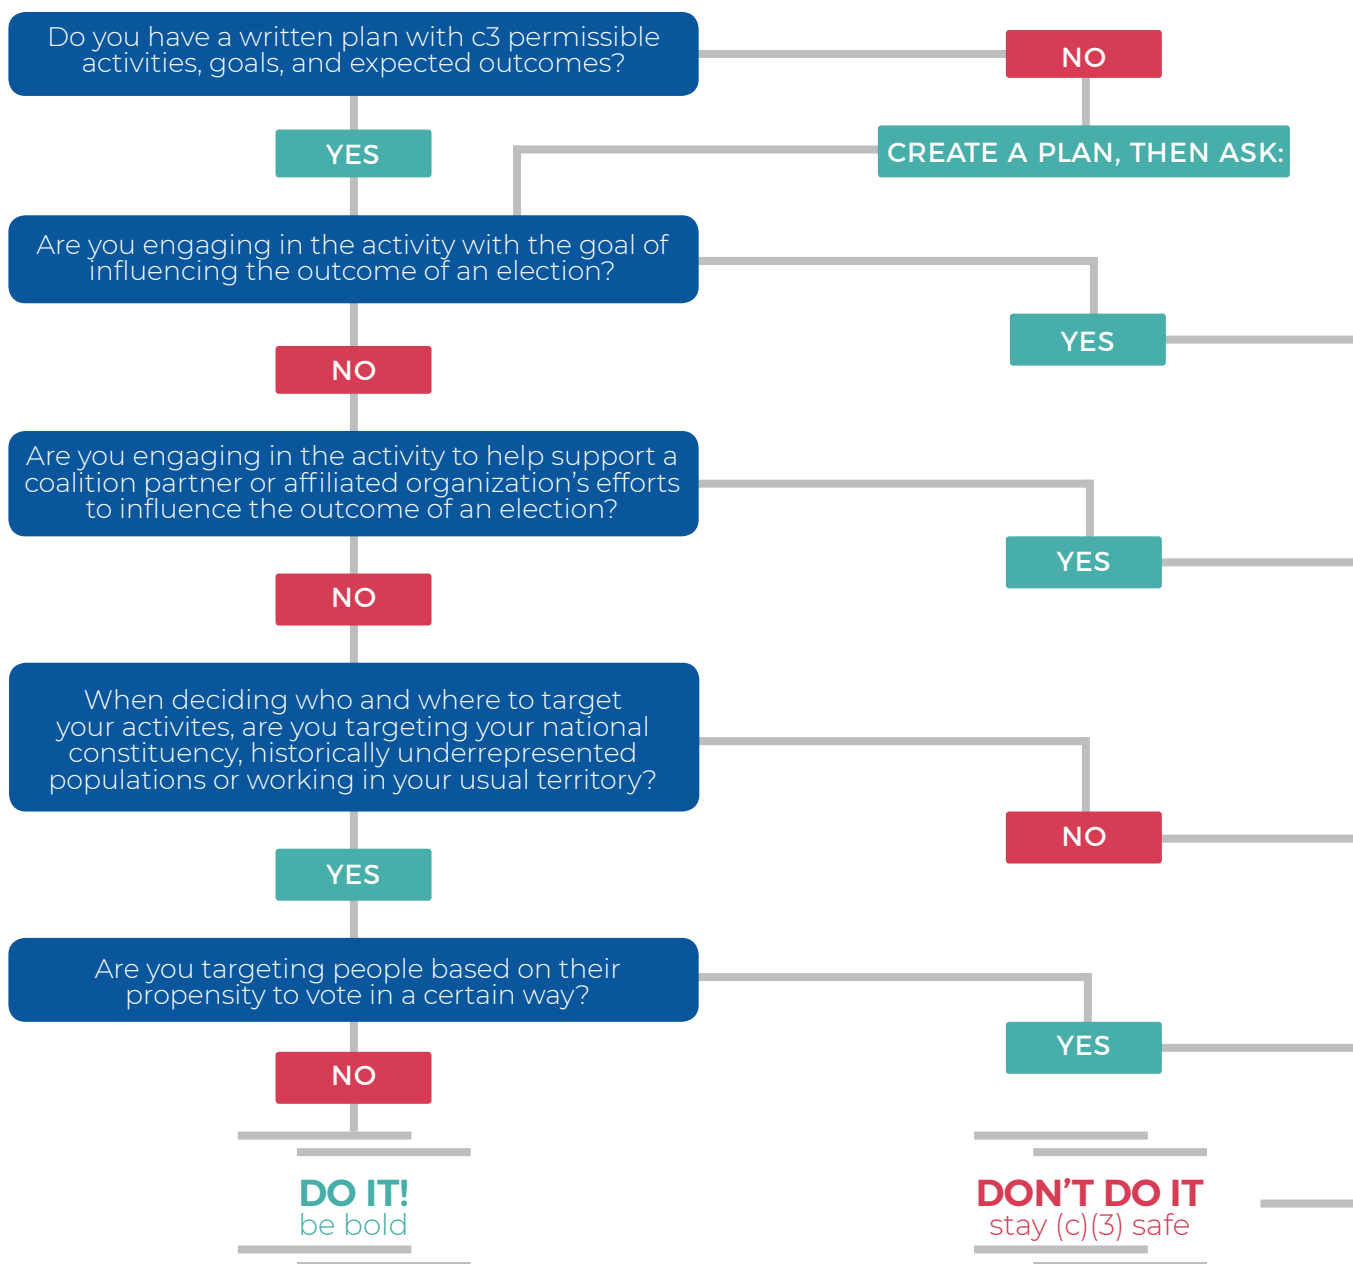 Do you have a written plan with c3 permissible
activities, goals, and expected outcomes?
NO
YES
CREATE A PLAN, THEN ASK:
Are you engaging in the activity with the goal of
influencing the outcome of an election?
YES
NO
Are you engaging in the activity to help support a
coalition partner or affiliated organization’s efforts
to influence the outcome of an election?
YES
NO
When deciding who and where to target
your activites, are you targeting your national
constituency, historically underrepresented
populations or working in your usual territory?
NO
YES
Are you targeting people based on their
propensity to vote in a certain way?
YES
NO
DO IT!
be bold
DON’T DO IT
stay (c)(3) safe